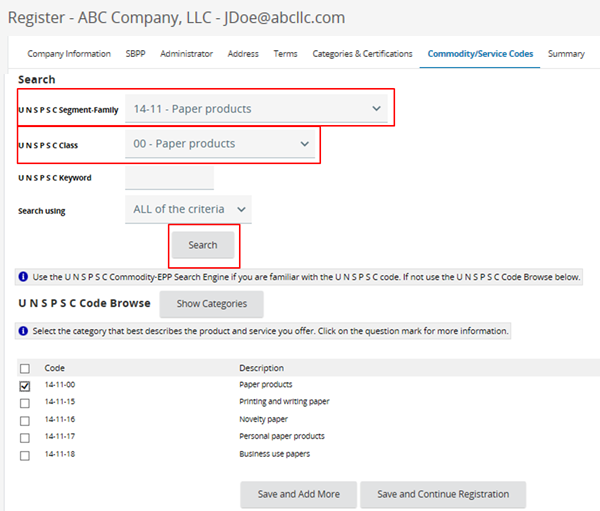 Register - ABC Company, LLC - JDoe@abcllc.com
Company Information SBPP Administrator Address Terms Categories & Certifications Commodity/Service Codes Summary
Search
U N S P S C Segment-Family 14-11 - Paper products
U N S P S C Class 00 - Paper products
U N S P S C Keyword
Search using ALL of the criteria
Search
Use the U N S P S C Commodity-EPP Search Engine if you are familiar with the U N S P S C code. If not use the U N S P S C Code Browse below.
U N S P S C Code Browse Show Categories
Select the category that best describes the product and service you offer. Click on the question mark for more information.
Code Description
14-11-00 Paper products
14-11-15 Printing and writing paper
14-11-16 Novelty paper
14-11-17 Personal paper products
14-11-18 Business use papers
Save and Add More Save and Continue Registration